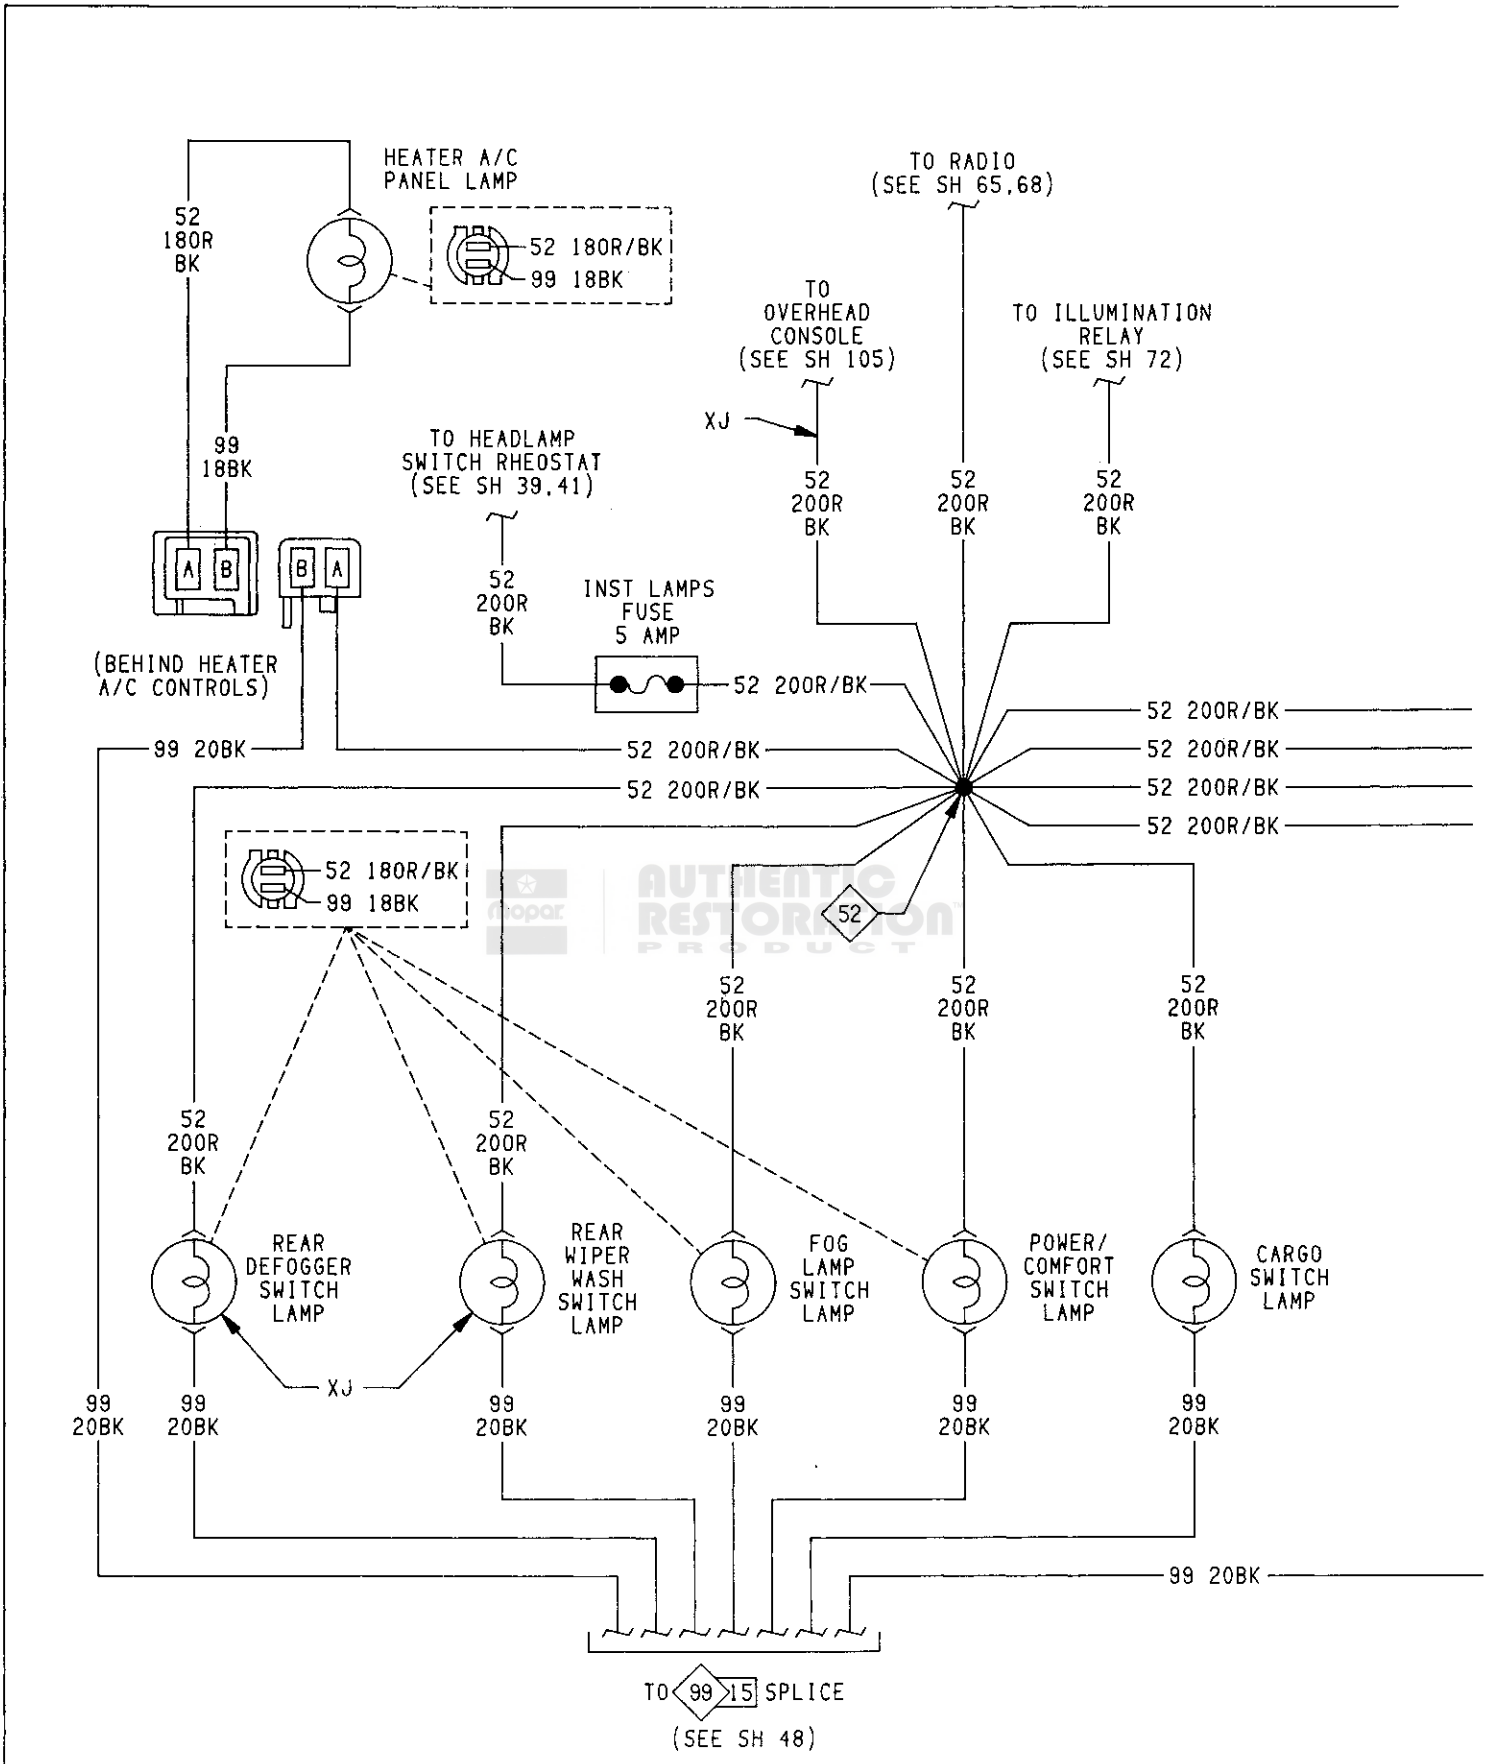 HEATER A/C
PANEL LAMP
52
180R
BK
52 180R/BK
99 18BK
TO RADIO
(SEE SH 65,68)
TO
OVERHEAD
CONSOLE
(SEE SH 105)
TO ILLUMINATION
RELAY
(SEE SH 72)
XJ
99
18BK
TO HEADLAMP
SWITCH RHEOSTAT
(SEE SH 39,41)
52
200R
BK
52
200R
BK
52
200R
BK
A B
B A
52
200R
BK
INST LAMPS
FUSE
5 AMP
(BEHIND HEATER
A/C CONTROLS)
52 200R/BK
52 200R/BK
99 20BK
52 200R/BK
52 200R/BK
52 200R/BK
52 200R/BK
52 200R/BK
52 180R/BK
99 18BK
mopar
AUTHENTIC
RESTORATION™
PRODUCT
52
52
200R
BK
52
200R
BK
52
200R
BK
52
200R
BK
52
200R
BK
REAR
DEFOGGER
SWITCH
LAMP
REAR
WIPER
WASH
SWITCH
LAMP
FOG
LAMP
SWITCH
LAMP
POWER/
COMFORT
SWITCH
LAMP
CARGO
SWITCH
LAMP
XJ
99
20BK
99
20BK
99
20BK
99
20BK
99
20BK
99
20BK
99 20BK
TO 99 15 SPLICE
(SEE SH 48)